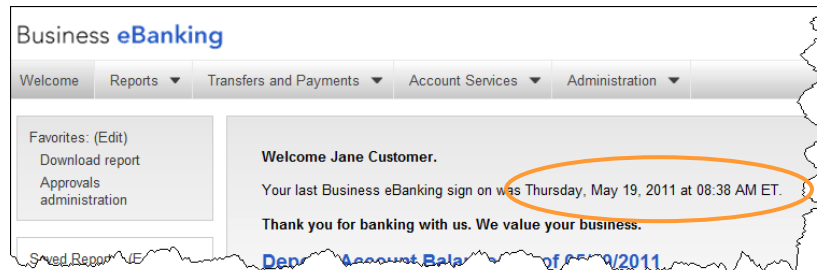 Business eBanking
Welcome Reports Transfers and Payments Account Services Administration
Favorites: (Edit)
Download report
Approvals
administration
Welcome Jane Customer.
Your last Business eBanking sign on was Thursday, May 19, 2011 at 08:38 AM ET.
Thank you for banking with us. We value your business.
Saved
Account